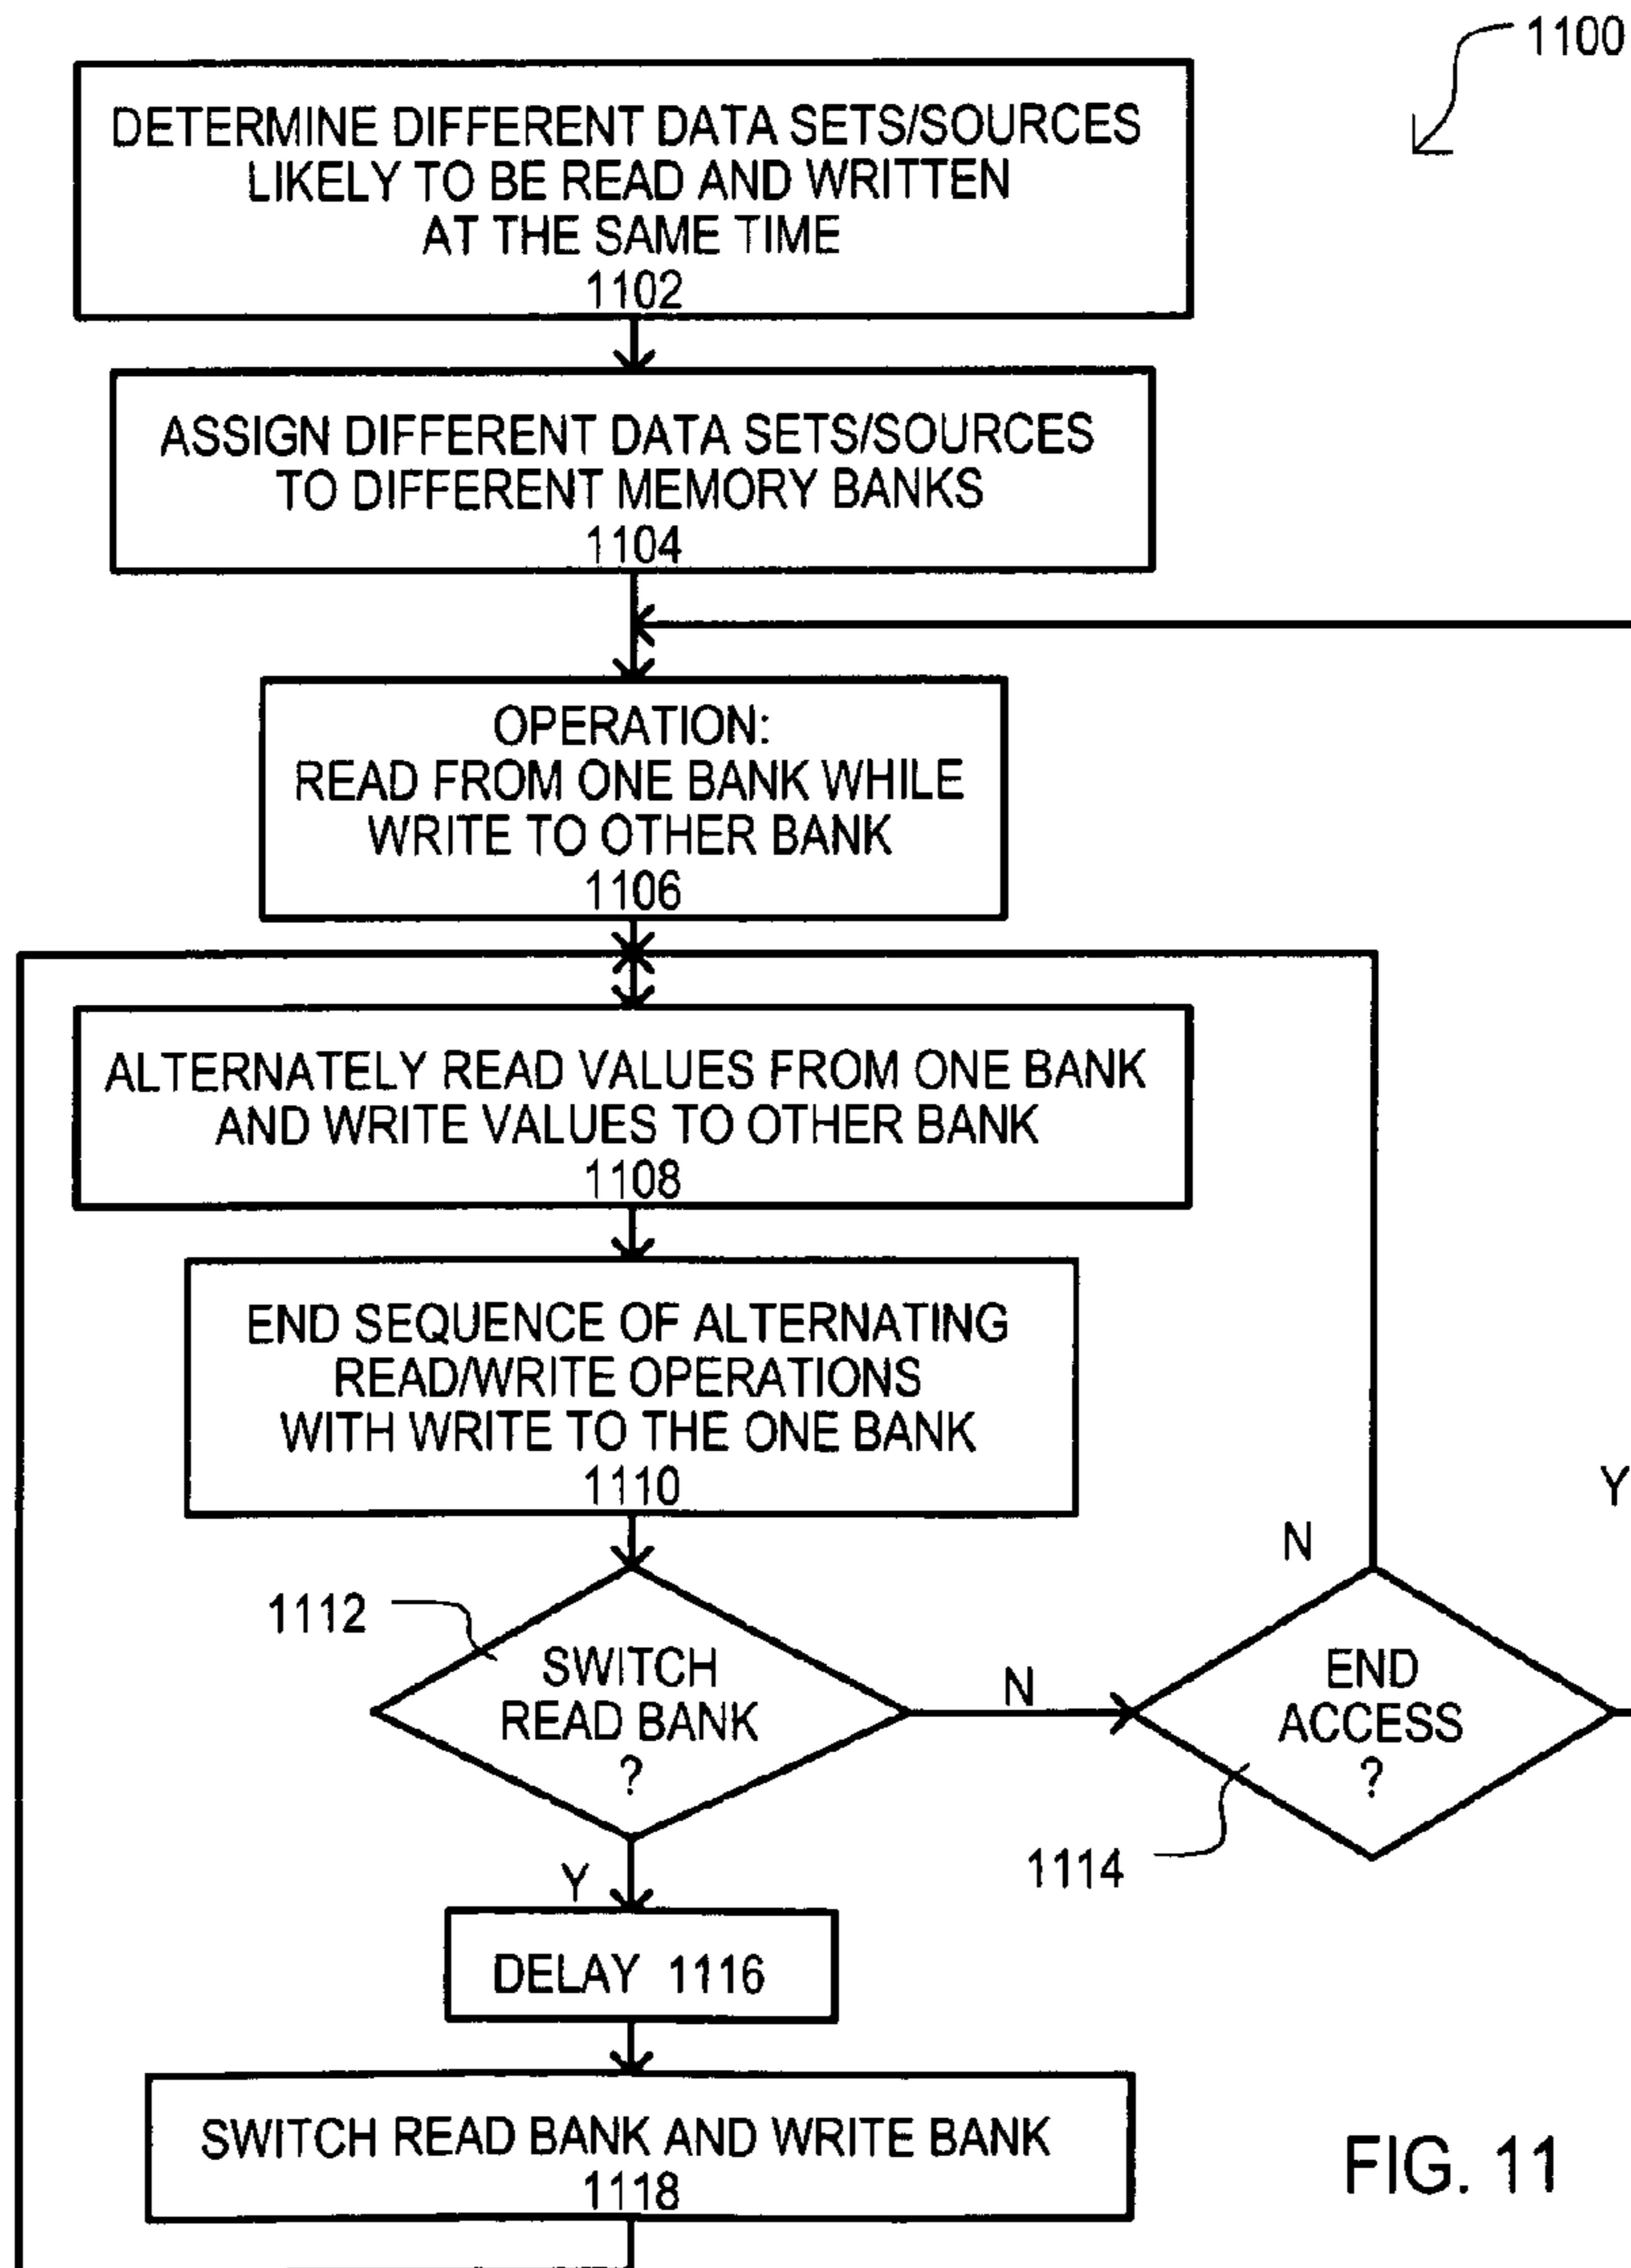 1100
DETERMINE DIFFERENT DATA SETS/SOURCES
LIKELY TO BE READ AND WRITTEN
AT THE SAME TIME
1102
ASSIGN DIFFERENT DATA SETS/SOURCES
TO DIFFERENT MEMORY BANKS
1104
OPERATION:
READ FROM ONE BANK WHILE
WRITE TO OTHER BANK
1106
ALTERNATELY READ VALUES FROM ONE BANK
AND WRITE VALUES TO OTHER BANK
1108
END SEQUENCE OF ALTERNATING
READ/WRITE OPERATIONS
WITH WRITE TO THE ONE BANK
1110
1112
SWITCH
READ BANK
?
N
END
ACCESS
?
N
Y
1114
Y
DELAY 1116
SWITCH READ BANK AND WRITE BANK
1118
FIG. 11